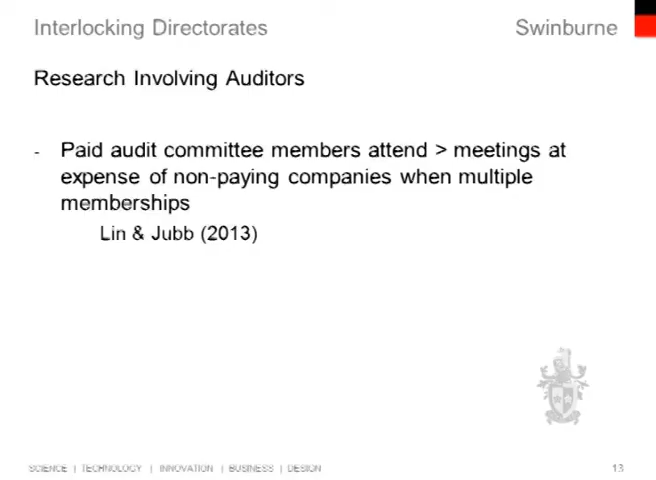 Interlocking Directorates
Swinburne
Research Involving Auditors
- Paid audit committee members attend > meetings at
expense of non-paying companies when multiple
memberships
Lin & Jubb (2013)
SCIENCE | TECHNOLOGY | INNOVATION | BUSINESS | DESIGN
13